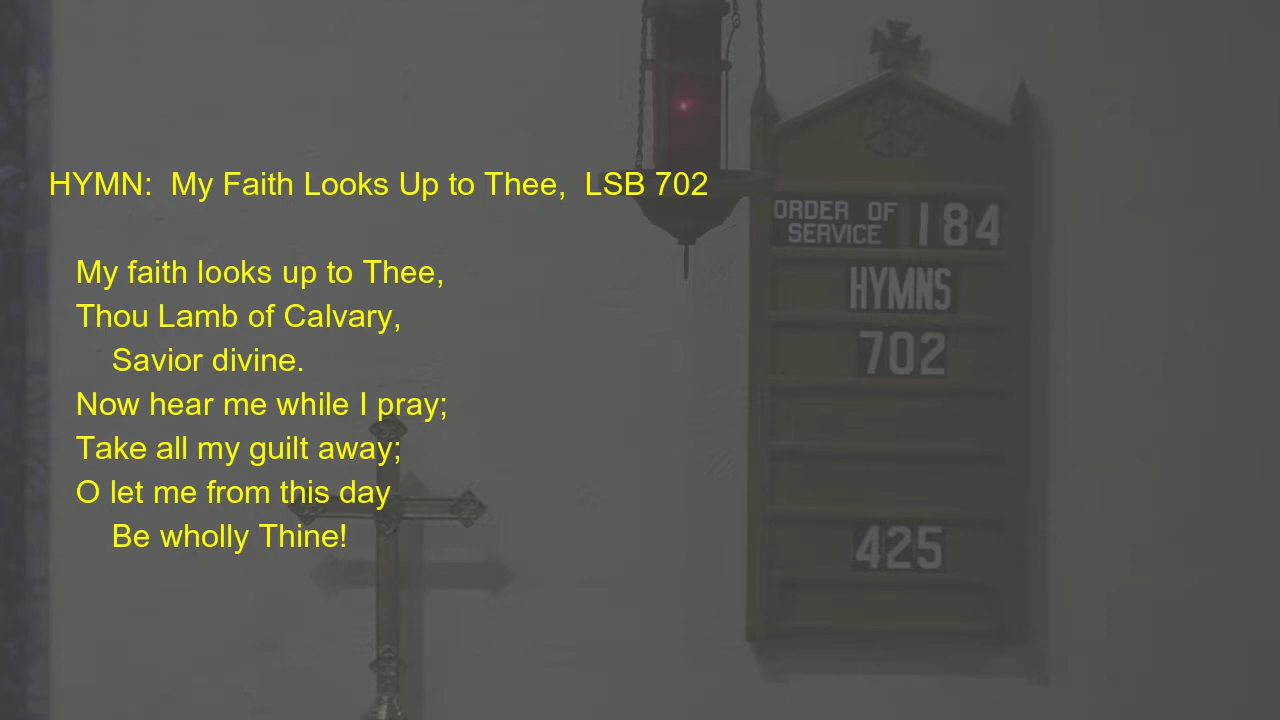 HYMN:  My Faith Looks Up to Thee,  LSB 702
My faith looks up to Thee,
Thou Lamb of Calvary,
Savior divine.
Now hear me while I pray;
Take all my guilt away;
O let me from this day
Be wholly Thine!
ORDER OF
SERVICE 184
HYMNS
702
425